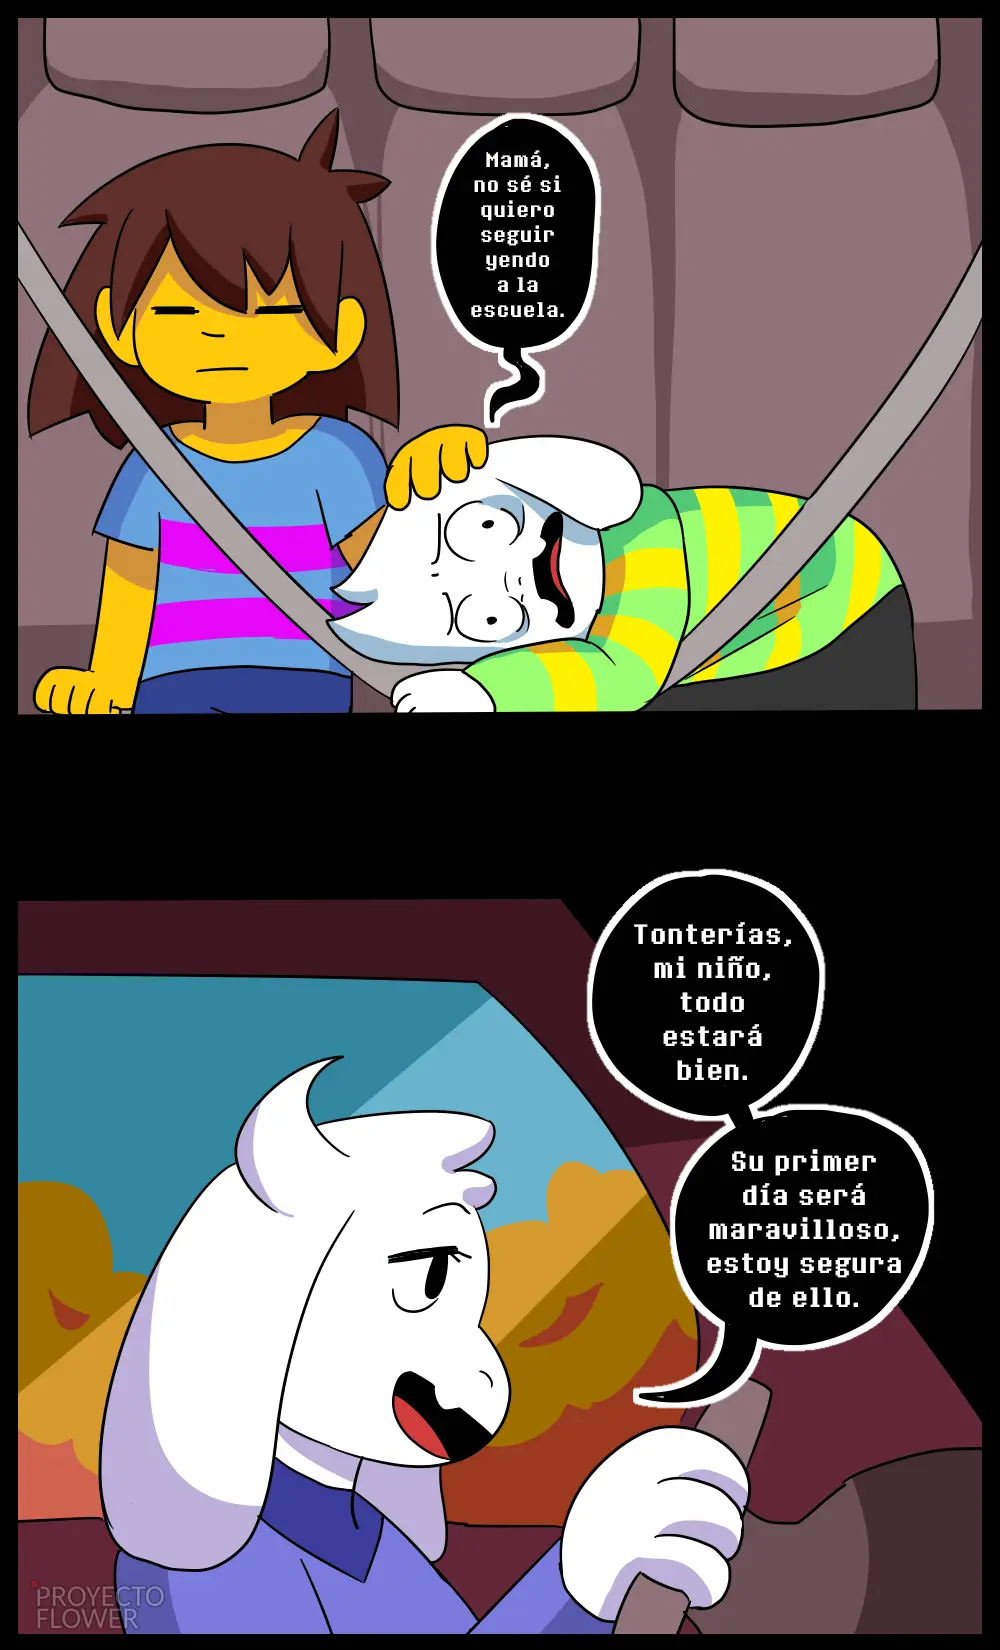 Mamá,
no sé si
quiero
seguir
yendo
a la
escuela.
Tonterías,
mi niño,
todo
estará
bien.
Su primer
día será
maravilloso,
estoy segura
de ello.
PROYECTO
FLOWER